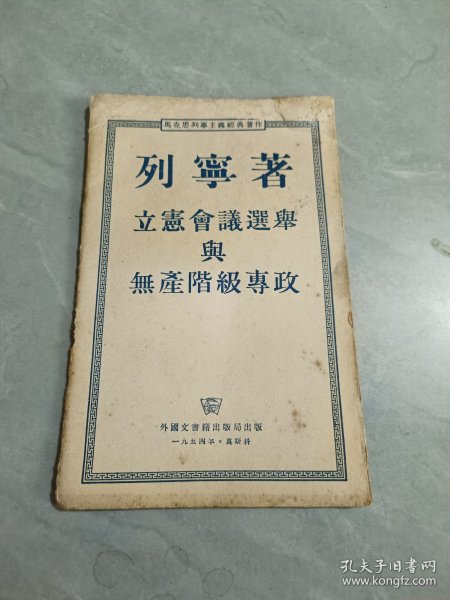 馬克思列寧主義經典著作
列寧著
立憲會議選舉
與
無產階級專政
外國文書籍出版局出版
一九五四年·莫斯科
孔夫子旧书网
www.kongfz.com